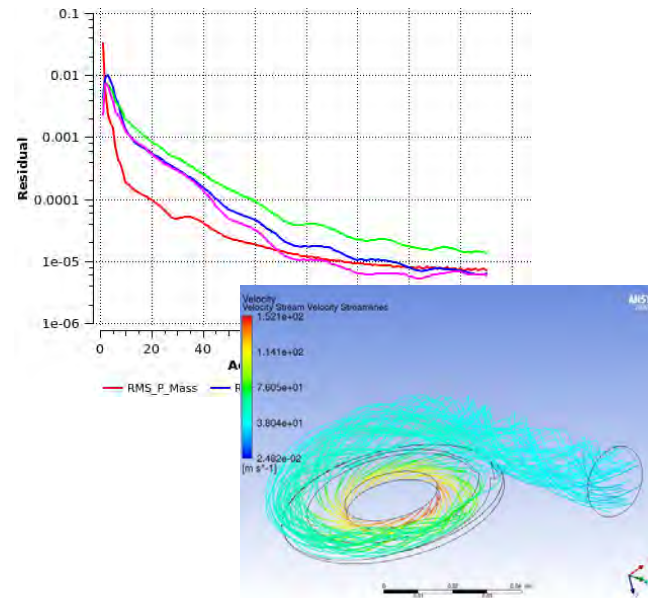 0.1
0.01
0.001
0.0001
1e-05
1e-06
Residual
0 20 40
RMS_P_Mass
Velocity
Velocity Stream Velocity Streamlines
1.521e+02
1.141e+02
7.605e+01
3.804e+01
2.482e-02
[m s^-1]
ANSY